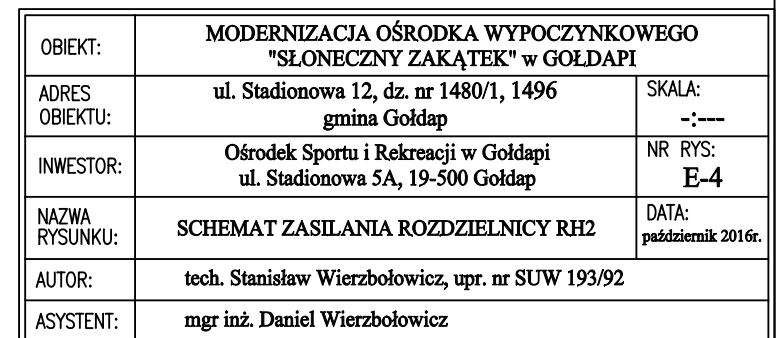 OBIEKT:
MODERNIZACJA OŚRODKA WYPOCZYNKOWEGO
"SŁONECZNY ZAKĄTEK" w GOŁDAPI
ADRES
OBIEKTU:
ul. Stadionowa 12, dz. nr 1480/1, 1496
gmina Gołdap
SKALA:
-:---
INWESTOR:
Ośrodek Sportu i Rekreacji w Gołdapi
ul. Stadionowa 5A, 19-500 Gołdap
NR RYS:
E-4
NAZWA
RYSUNKU:
SCHEMAT ZASILANIA ROZDZIELNICY RH2
DATA:
październik 2016r.
AUTOR:
tech. Stanisław Wierzbołowicz, upr. nr SUW 193/92
ASYSTENT:
mgr inż. Daniel Wierzbołowicz